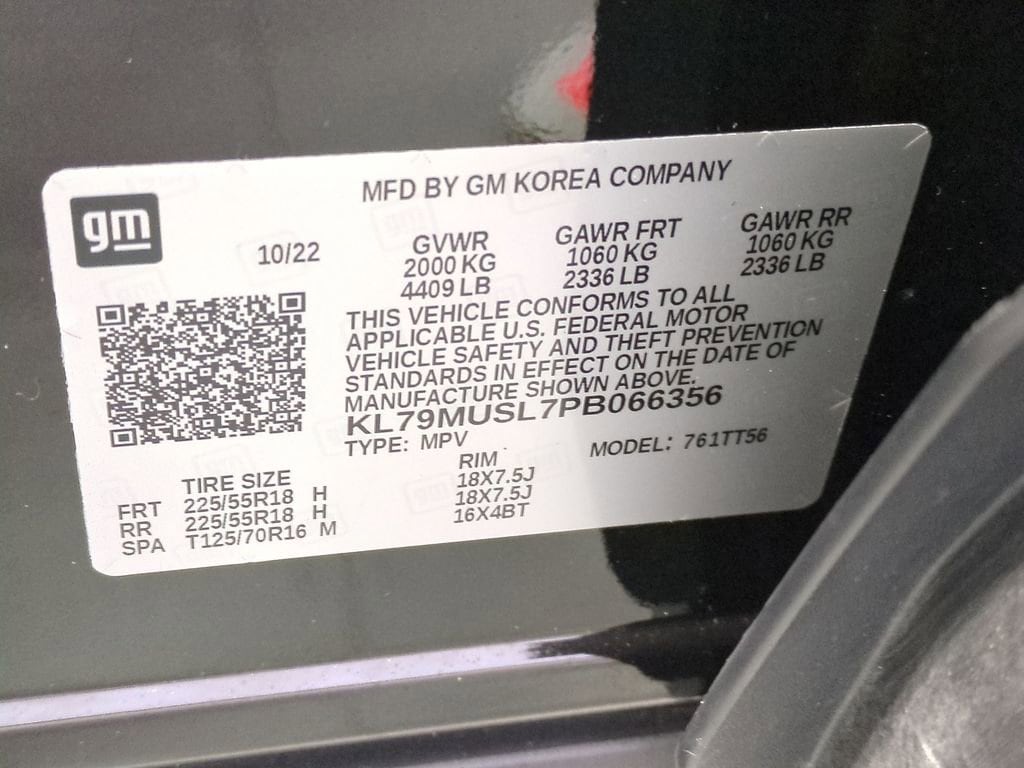 gm
MFD BY GM KOREA COMPANY
10/22
GVWR
2000 KG
4409 LB
GAWR FRT
1060 KG
2336 LB
GAWR RR
1060 KG
2336 LB
THIS VEHICLE CONFORMS TO ALL
APPLICABLE U.S. FEDERAL MOTOR
VEHICLE SAFETY AND THEFT PREVENTION
STANDARDS IN EFFECT ON THE DATE OF
MANUFACTURE SHOWN ABOVE.
KL79MUSL7PB066356
TYPE: MPV MODEL: 761TT56
TIRE SIZE RIM
FRT 225/55R18 H 18X7.5J
RR 225/55R18 H 18X7.5J
SPA T125/70R16 M 16X4BT